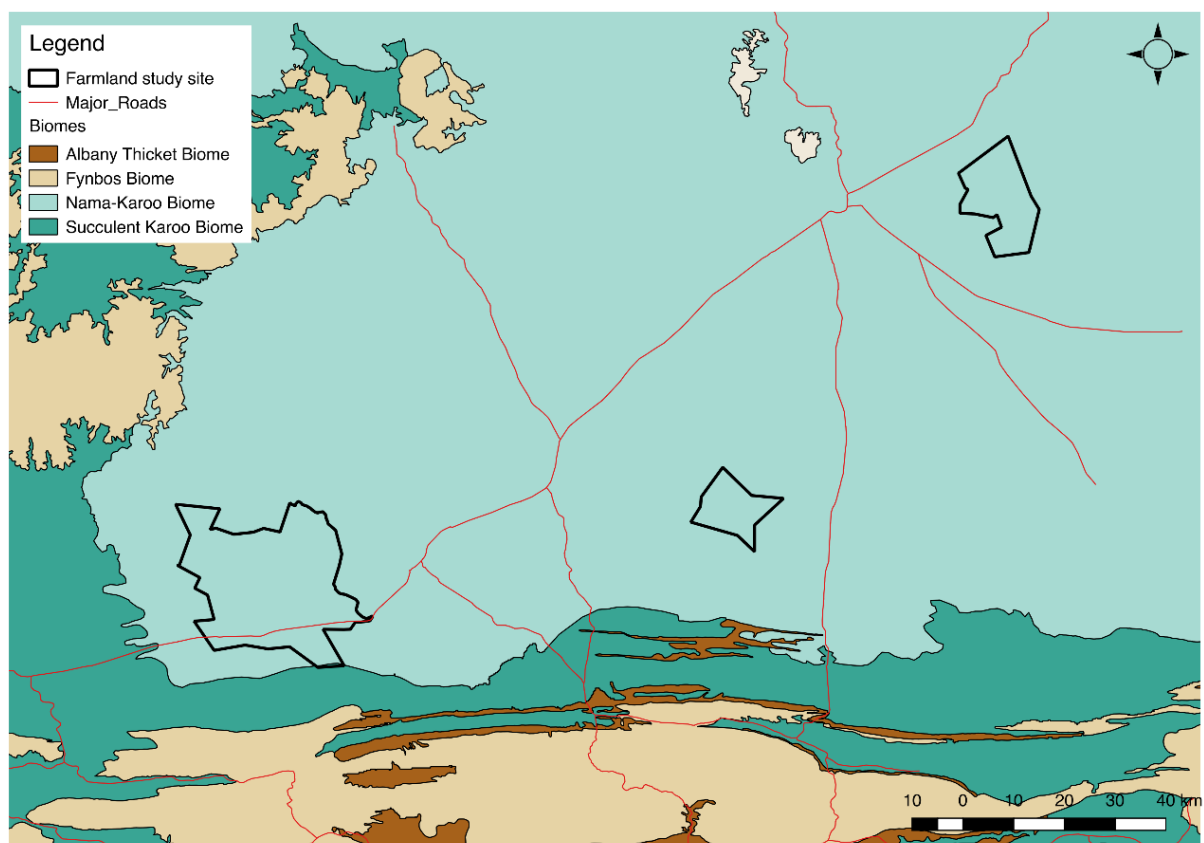 Legend
Farmland study site
Major_Roads
Biomes
Albany Thicket Biome
Fynbos Biome
Nama-Karoo Biome
Succulent Karoo Biome
10 0 10 20 30 40 km